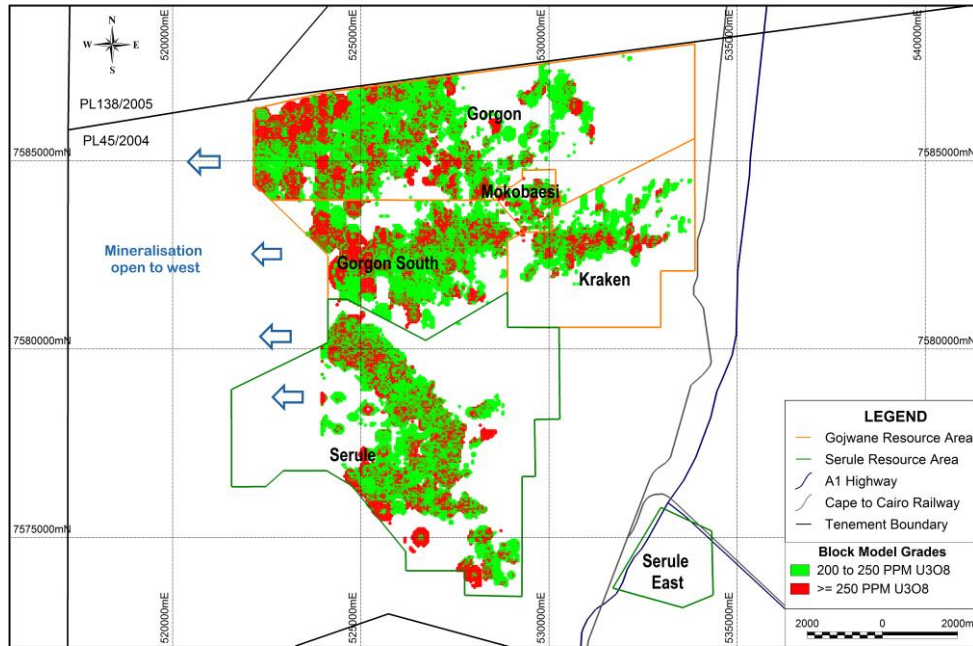 N
W E
S
520000mE
525000mE
530000mE
535000mE
540000mE
PL138/2005
PL45/2004
Gorgon
7585000mN
7585000mN
Mokobaesi
Mineralisation
open to west
Gorgon South
Kraken
7580000mN
7580000mN
LEGEND
Gojwane Resource Area
Serule Resource Area
A1 Highway
Cape to Cairo Railway
Tenement Boundary
Serule
7575000mN
7575000mN
Serule
East
Block Model Grades
200 to 250 PPM U3O8
>= 250 PPM U3O8
2000 0 2000m
520000mE
525000mE
530000mE
535000mE